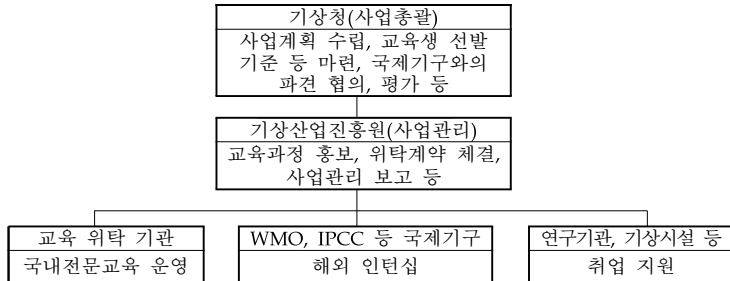 기상청(사업총괄)
사업계획 수립, 교육생 선발
기준 등 마련, 국제기구와의
파견 협의, 평가 등
기상산업진흥원(사업관리)
교육과정 홍보, 위탁계약 체결,
사업관리 보고 등
교육 위탁 기관
국내전문교육 운영
WMO, IPCC 등 국제기구
해외 인턴십
연구기관, 기상시설 등
취업 지원